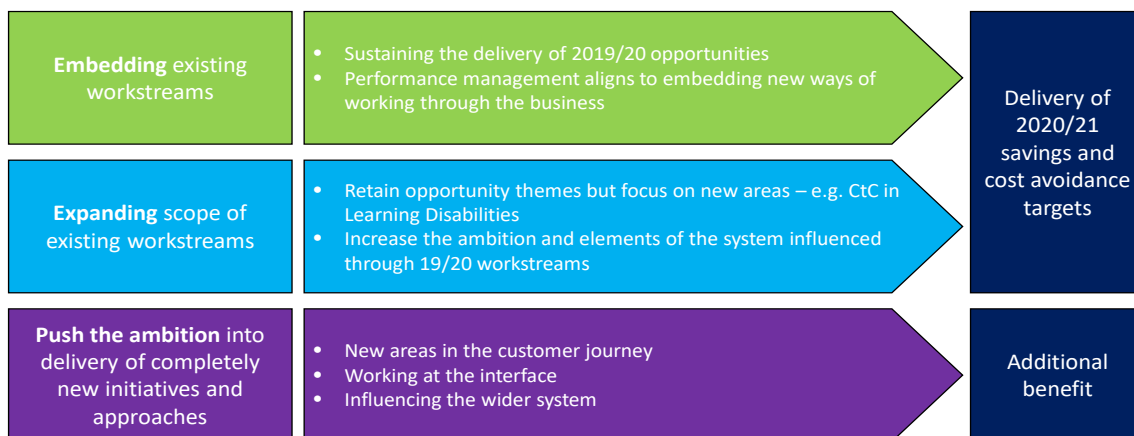 Embedding existing
workstreams
• Sustaining the delivery of 2019/20 opportunities
• Performance management aligns to embedding new ways of
working through the business
Expanding scope of
existing workstreams
• Retain opportunity themes but focus on new areas – e.g. CtC in
Learning Disabilities
• Increase the ambition and elements of the system influenced
through 19/20 workstreams
Delivery of
2020/21
savings and
cost avoidance
targets
Push the ambition into
delivery of completely
new initiatives and
approaches
• New areas in the customer journey
• Working at the interface
• Influencing the wider system
Additional
benefit